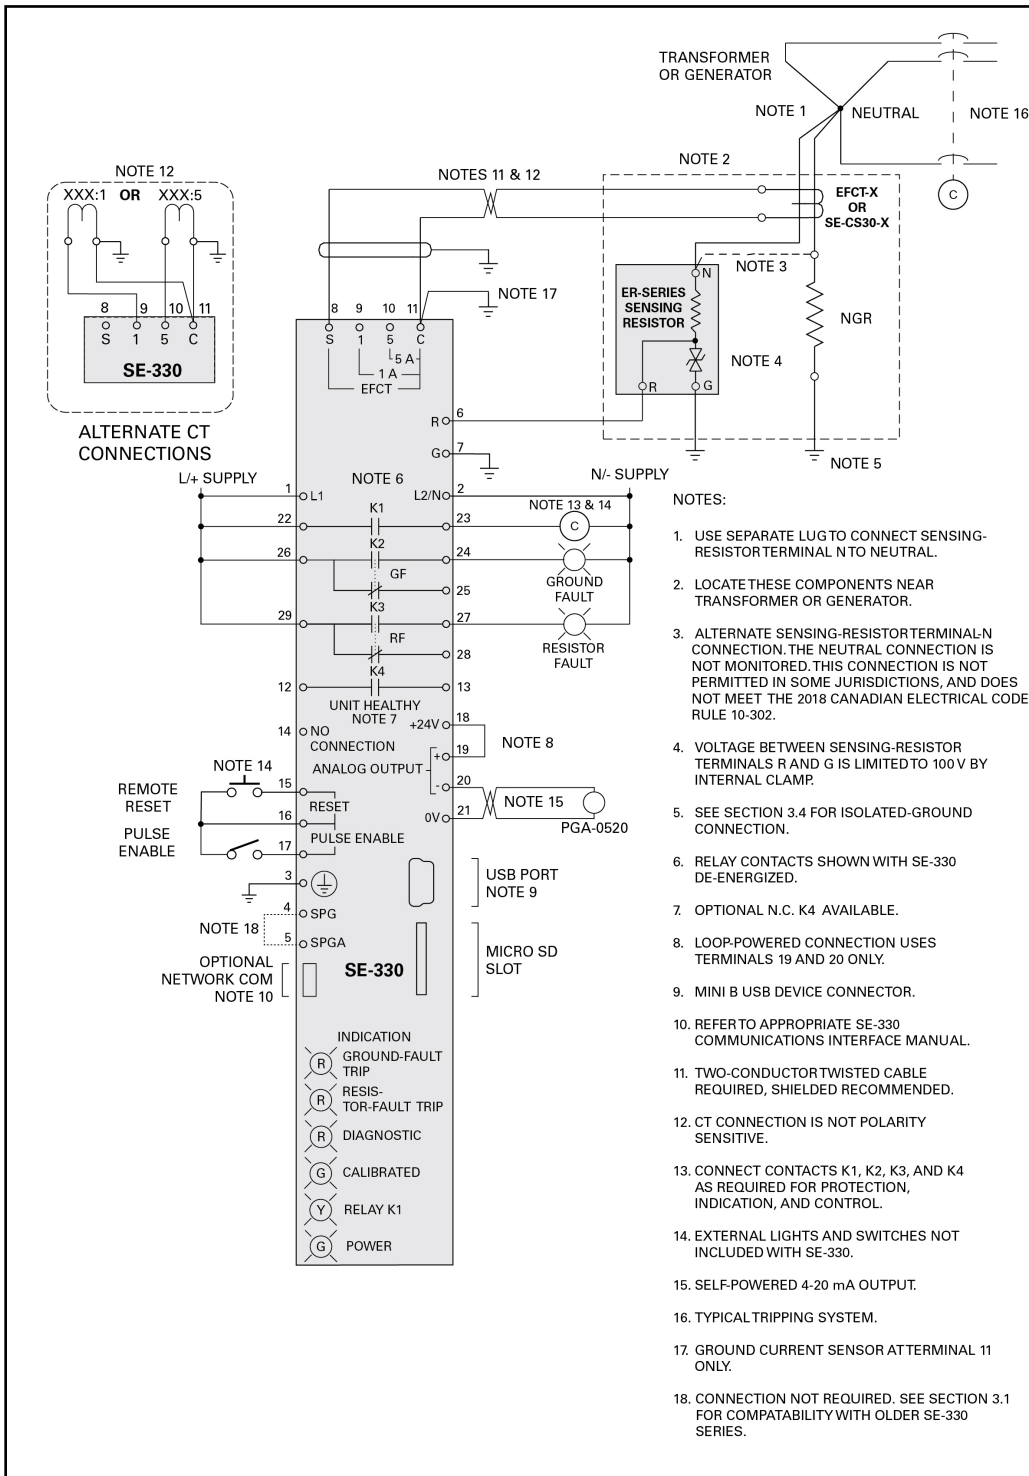 TRANSFORMER
OR GENERATOR
NOTE 1
NEUTRAL
NOTE 16
C
NOTE 2
NOTES 11 & 12
EFCT-X
OR
SE-CS30-X
NOTE 12
XXX:1 OR XXX:5
8 9 10 11
S 1 5 C
SE-330
ALTERNATE CT
CONNECTIONS
NOTE 3
N
ER-SERIES
SENSING
RESISTOR
NGR
NOTE 4
R
G
NOTE 5
NOTE 17
8 9 10 11
S 1 5 C
5 A
1 A
EFCT
R 6
G 7
L/+ SUPPLY
NOTE 6
N/- SUPPLY
1 L1
L2/N 2
NOTE 13 & 14
22
K1
23
C
26
K2
24
GROUND
FAULT
GF
25
29
K3
27
RESISTOR
FAULT
RF
28
12
K4
13
UNIT HEALTHY
NOTE 7
+24V 18
14 NO
CONNECTION
+ 19
NOTE 8
ANALOG OUTPUT
- 20
0V 21
NOTE 15
PGA-0520
NOTE 14
REMOTE
RESET
15
RESET
16
PULSE
ENABLE
PULSE ENABLE
17
3
USB PORT
NOTE 9
4 SPG
NOTE 18
5 SPGA
MICRO SD
SLOT
OPTIONAL
NETWORK COM
NOTE 10
SE-330
INDICATION
R GROUND-FAULT
TRIP
R RESIS-
TOR-FAULT TRIP
R DIAGNOSTIC
G CALIBRATED
Y RELAY K1
G POWER
NOTES:
1. USE SEPARATE LUG TO CONNECT SENSING-
RESISTOR TERMINAL N TO NEUTRAL.
2. LOCATE THESE COMPONENTS NEAR
TRANSFORMER OR GENERATOR.
3. ALTERNATE SENSING-RESISTOR TERMINAL-N
CONNECTION. THE NEUTRAL CONNECTION IS
NOT MONITORED. THIS CONNECTION IS NOT
PERMITTED IN SOME JURISDICTIONS, AND DOES
NOT MEET THE 2018 CANADIAN ELECTRICAL CODE
RULE 10-302.
4. VOLTAGE BETWEEN SENSING-RESISTOR
TERMINALS R AND G IS LIMITED TO 100 V BY
INTERNAL CLAMP.
5. SEE SECTION 3.4 FOR ISOLATED-GROUND
CONNECTION.
6. RELAY CONTACTS SHOWN WITH SE-330
DE-ENERGIZED.
7. OPTIONAL N.C. K4 AVAILABLE.
8. LOOP-POWERED CONNECTION USES
TERMINALS 19 AND 20 ONLY.
9. MINI B USB DEVICE CONNECTOR.
10. REFER TO APPROPRIATE SE-330
COMMUNICATIONS INTERFACE MANUAL.
11. TWO-CONDUCTOR TWISTED CABLE
REQUIRED, SHIELDED RECOMMENDED.
12. CT CONNECTION IS NOT POLARITY
SENSITIVE.
13. CONNECT CONTACTS K1, K2, K3, AND K4
AS REQUIRED FOR PROTECTION,
INDICATION, AND CONTROL.
14. EXTERNAL LIGHTS AND SWITCHES NOT
INCLUDED WITH SE-330.
15. SELF-POWERED 4-20 mA OUTPUT.
16. TYPICAL TRIPPING SYSTEM.
17. GROUND CURRENT SENSOR AT TERMINAL 11
ONLY.
18. CONNECTION NOT REQUIRED. SEE SECTION 3.1
FOR COMPATABILITY WITH OLDER SE-330
SERIES.